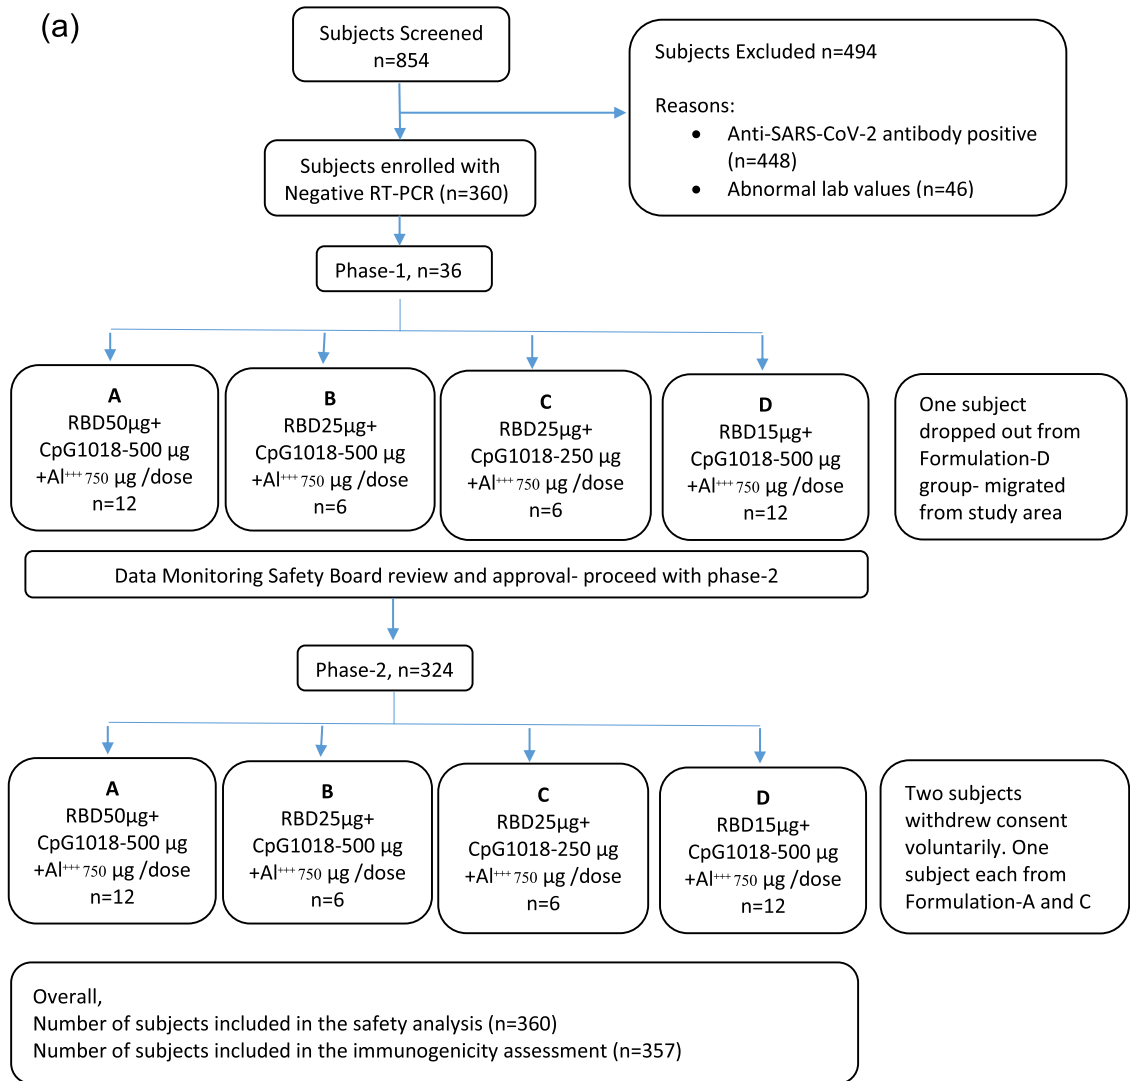 (a)
Subjects Screened
n=854
Subjects Excluded n=494
Reasons:
• Anti-SARS-CoV-2 antibody positive
(n=448)
• Abnormal lab values (n=46)
Subjects enrolled with
Negative RT-PCR (n=360)
Phase-1, n=36
A
RBD50µg+
CpG1018-500 µg
+Al⁺⁺⁺ 750 µg /dose
n=12
B
RBD25µg+
CpG1018-500 µg
+Al⁺⁺⁺ 750 µg /dose
n=6
C
RBD25µg+
CpG1018-250 µg
+Al⁺⁺⁺ 750 µg /dose
n=6
D
RBD15µg+
CpG1018-500 µg
+Al⁺⁺⁺ 750 µg /dose
n=12
One subject
dropped out from
Formulation-D
group- migrated
from study area
Data Monitoring Safety Board review and approval- proceed with phase-2
Phase-2, n=324
A
RBD50µg+
CpG1018-500 µg
+Al⁺⁺⁺ 750 µg /dose
n=12
B
RBD25µg+
CpG1018-500 µg
+Al⁺⁺⁺ 750 µg /dose
n=6
C
RBD25µg+
CpG1018-250 µg
+Al⁺⁺⁺ 750 µg /dose
n=6
D
RBD15µg+
CpG1018-500 µg
+Al⁺⁺⁺ 750 µg /dose
n=12
Two subjects
withdrew consent
voluntarily. One
subject each from
Formulation-A and C
Overall,
Number of subjects included in the safety analysis (n=360)
Number of subjects included in the immunogenicity assessment (n=357)